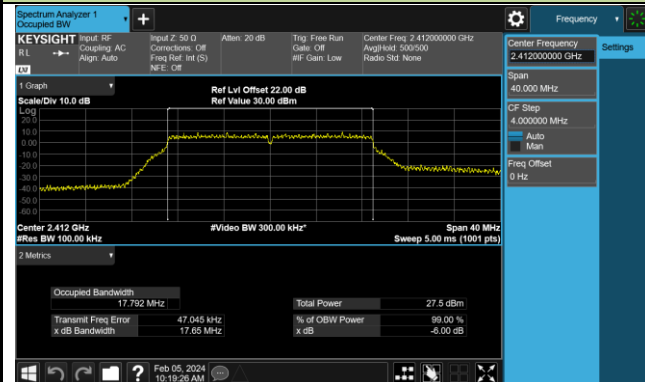 Spectrum Analyzer 1
Occupied BW
+
Frequency
KEYSIGHT
RL
LXI
Input: RF
Coupling: AC
Align: Auto
Input Z: 50 Ω
Corrections: Off
Freq Ref: Int (S)
NFE: Off
Atten: 20 dB
Trig: Free Run
Gate: Off
#IF Gain: Low
Center Freq: 2.412000000 GHz
Avg|Hold: 500/500
Radio Std: None
Center Frequency
2.412000000 GHz
Settings
Span
40.000 MHz
CF Step
4.000000 MHz
Auto
Man
Freq Offset
0 Hz
1 Graph
Scale/Div 10.0 dB
Ref Lvl Offset 22.00 dB
Ref Value 30.00 dBm
Log
20.0
10.0
0.00
-10.0
-20.0
-30.0
-40.0
-50.0
-60.0
Center 2.412 GHz
#Res BW 100.00 kHz
#Video BW 300.00 kHz*
Span 40 MHz
Sweep 5.00 ms (1001 pts)
2 Metrics
Occupied Bandwidth
17.792 MHz
Total Power 27.5 dBm
Transmit Freq Error 47.045 kHz
% of OBW Power 99.00 %
x dB Bandwidth 17.65 MHz
x dB -6.00 dB
?
Feb 05, 2024
10:19:26 AM